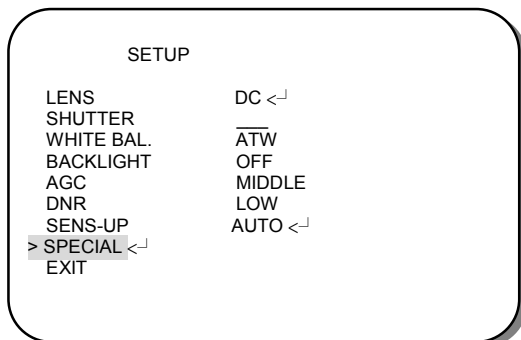 SETUP
LENS DC <┘
SHUTTER ___
WHITE BAL. ATW
BACKLIGHT OFF
AGC MIDDLE
DNR LOW
SENS-UP AUTO <┘
> SPECIAL <┘
EXIT